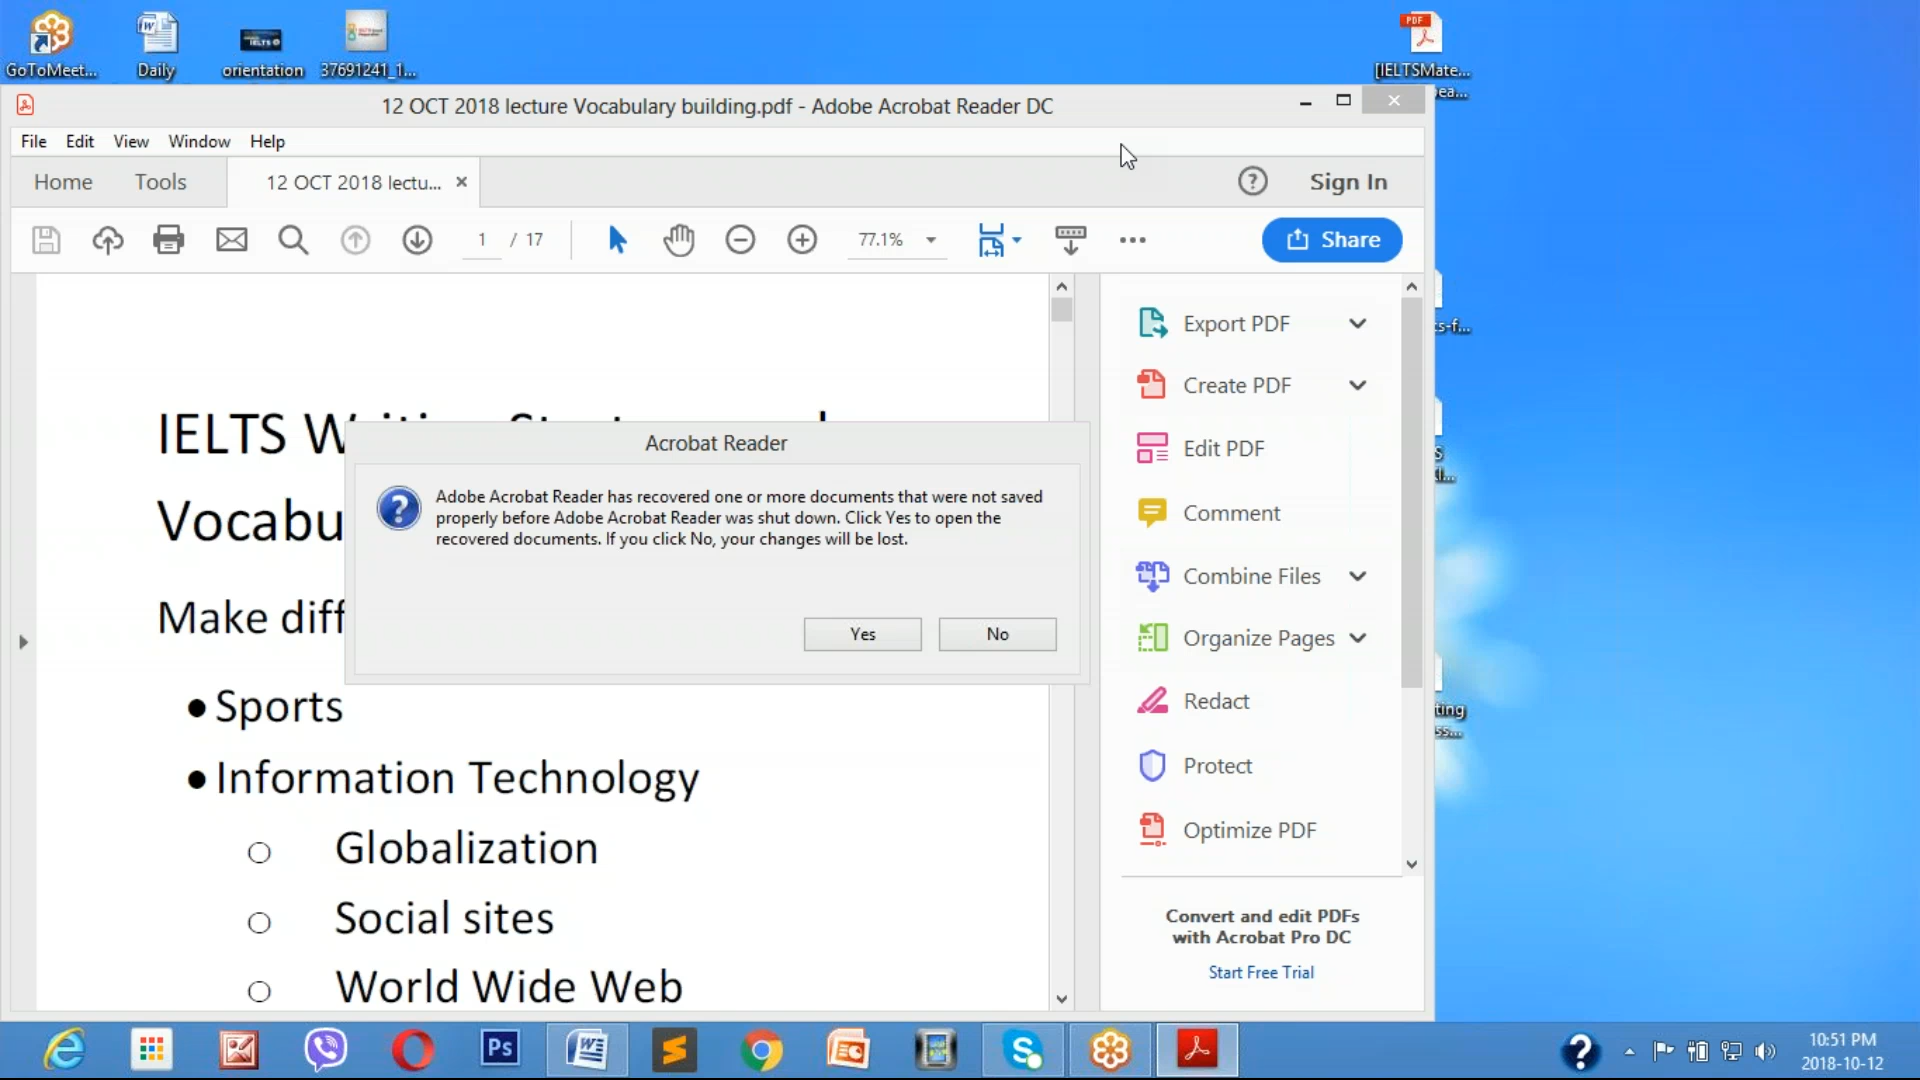 GoToMeet...
Daily
orientation
37691241_1...
[IELTSMate...
ea...
12 OCT 2018 lecture Vocabulary building.pdf - Adobe Acrobat Reader DC
File Edit View Window Help
Home Tools 12 OCT 2018 lectu... Sign In
1 / 17 77.1% Share
Export PDF
Create PDF
Edit PDF
Comment
Combine Files
Organize Pages
Redact
Protect
Optimize PDF
Convert and edit PDFs
with Acrobat Pro DC
Start Free Trial
IELTS
Vocabu
Make diff
• Sports
• Information Technology
○ Globalization
○ Social sites
○ World Wide Web
Acrobat Reader
Adobe Acrobat Reader has recovered one or more documents that were not saved
properly before Adobe Acrobat Reader was shut down. Click Yes to open the
recovered documents. If you click No, your changes will be lost.
Yes No
cs-f...
ting
ss...
PDF
Ps
10:51 PM
2018-10-12